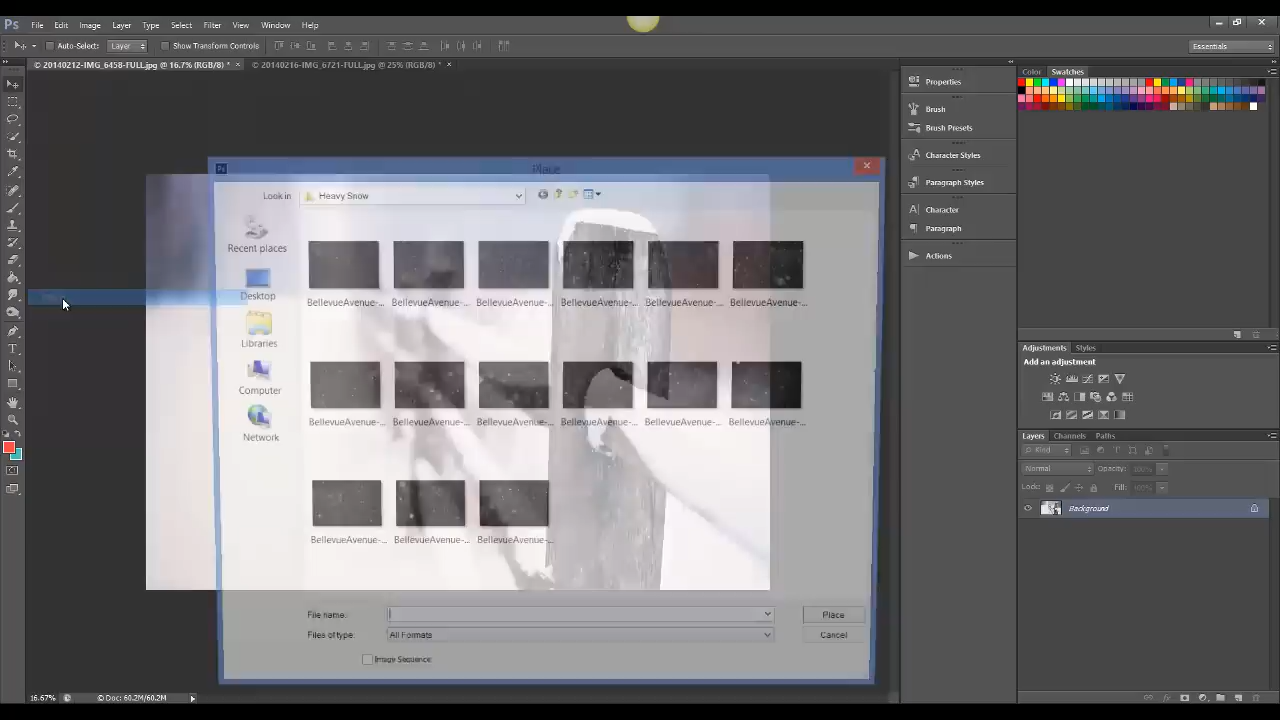 Ps File Edit Image Layer Type Select Filter View Window Help
Auto-Select: Layer Show Transform Controls Essentials
© 20140212-IMG_6458-FULL.jpg @ 16.7% (RGB/8) * × © 20140216-IMG_6721-FULL.jpg @ 25% (RGB/8) * ×
Properties
Brush
Brush Presets
Character Styles
Paragraph Styles
Character
Paragraph
Actions
Color Swatches
Place
Look in Heavy Snow
Recent places
Desktop
Libraries
Computer
Network
BellevueAvenue-... BellevueAvenue-... BellevueAvenue-... BellevueAvenue-... BellevueAvenue-... BellevueAvenue-...
BellevueAvenue-... BellevueAvenue-... BellevueAvenue-... BellevueAvenue-... BellevueAvenue-... BellevueAvenue-...
BellevueAvenue-... BellevueAvenue-... BellevueAvenue-...
File name: Place
Files of type: All Formats Cancel
Image Sequence
Adjustments Styles
Add an adjustment
Layers Channels Paths
Kind
Normal Opacity: 100%
Lock: Fill: 100%
Background
16.67% Doc: 60.2M/60.2M